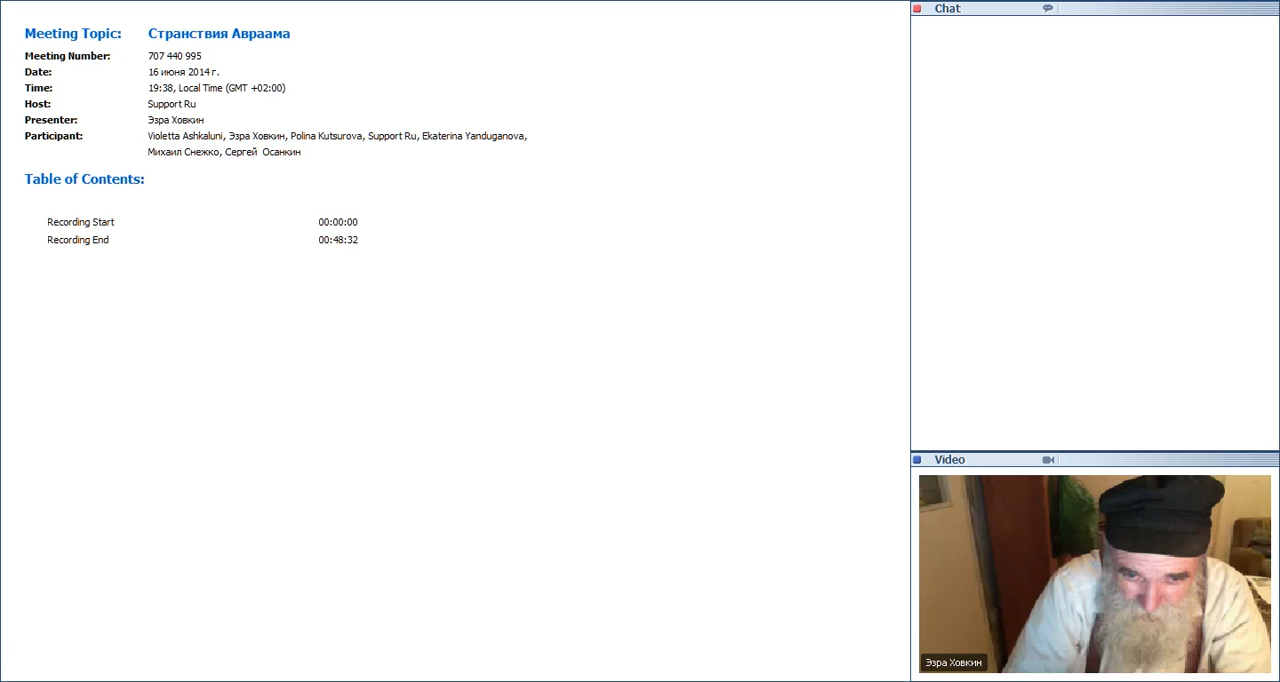 Meeting Topic: Странствия Авраама
Meeting Number: 707 440 995
Date: 16 июня 2014 г.
Time: 19:38, Local Time (GMT +02:00)
Host: Support Ru
Presenter: Эзра Ховкин
Participant: Violetta Ashkaluni, Эзра Ховкин, Polina Kutsurova, Support Ru, Ekaterina Yanduganova,
Михаил Снежко, Сергей Осанкин
Table of Contents:
Recording Start 00:00:00
Recording End 00:48:32
Chat
Video
Эзра Ховкин